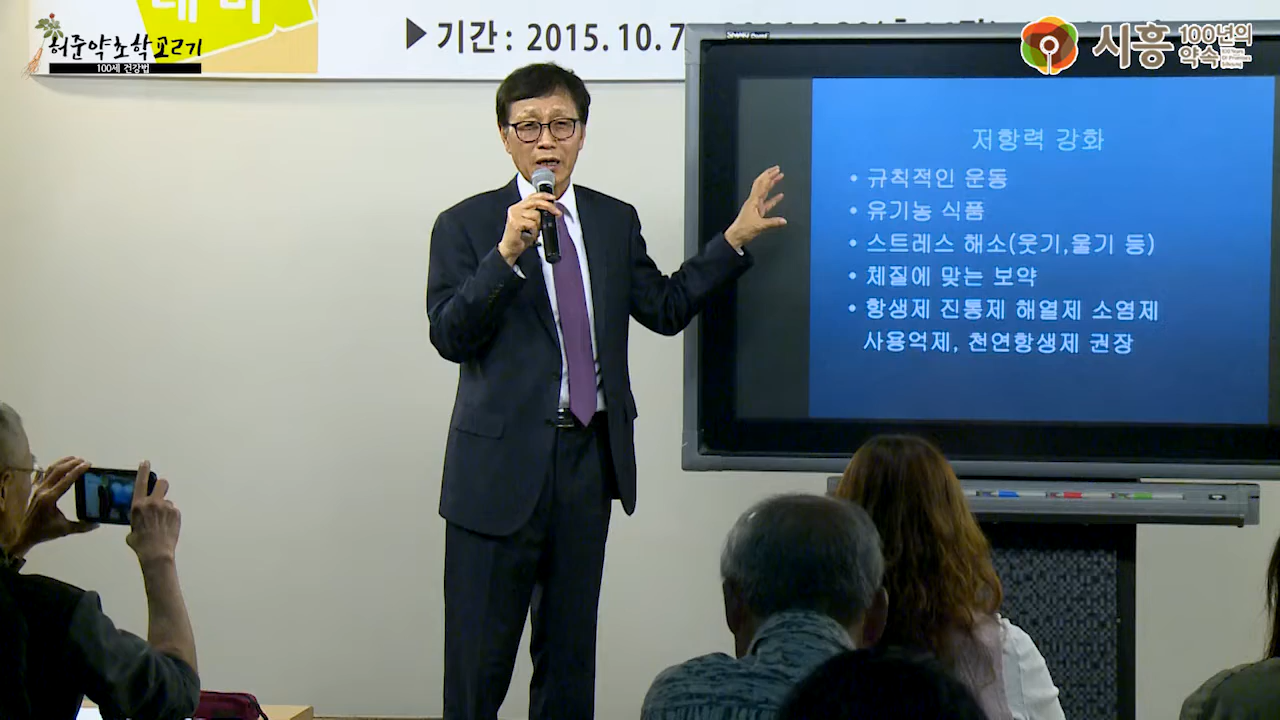 허준약초학교 2기
100세 건강법
▶기간 : 2015.10.7
시흥
100년의
약속
저항력 강화
• 규칙적인 운동
• 유기농 식품
• 스트레스 해소(웃기,울기 등)
• 체질에 맞는 보약
• 항생제 진통제 해열제 소염제
사용억제, 천연항생제 권장